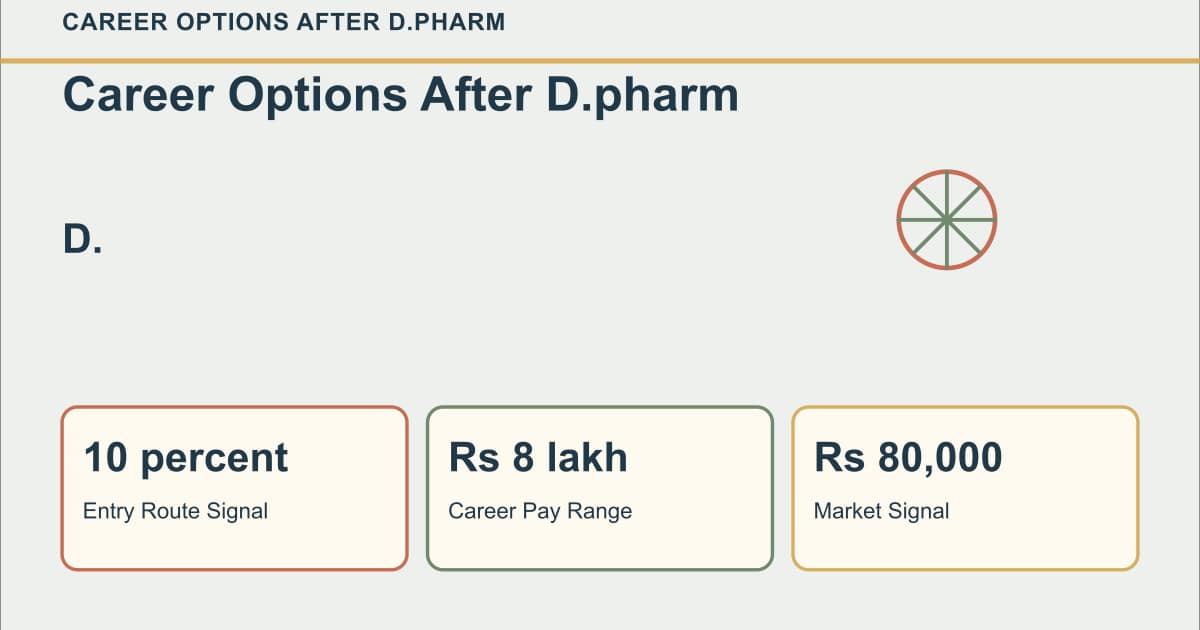 CAREER OPTIONS AFTER D.PHARM
Career Options After D.pharm
D.
10 percent
Entry Route Signal
Rs 8 lakh
Career Pay Range
Rs 80,000
Market Signal